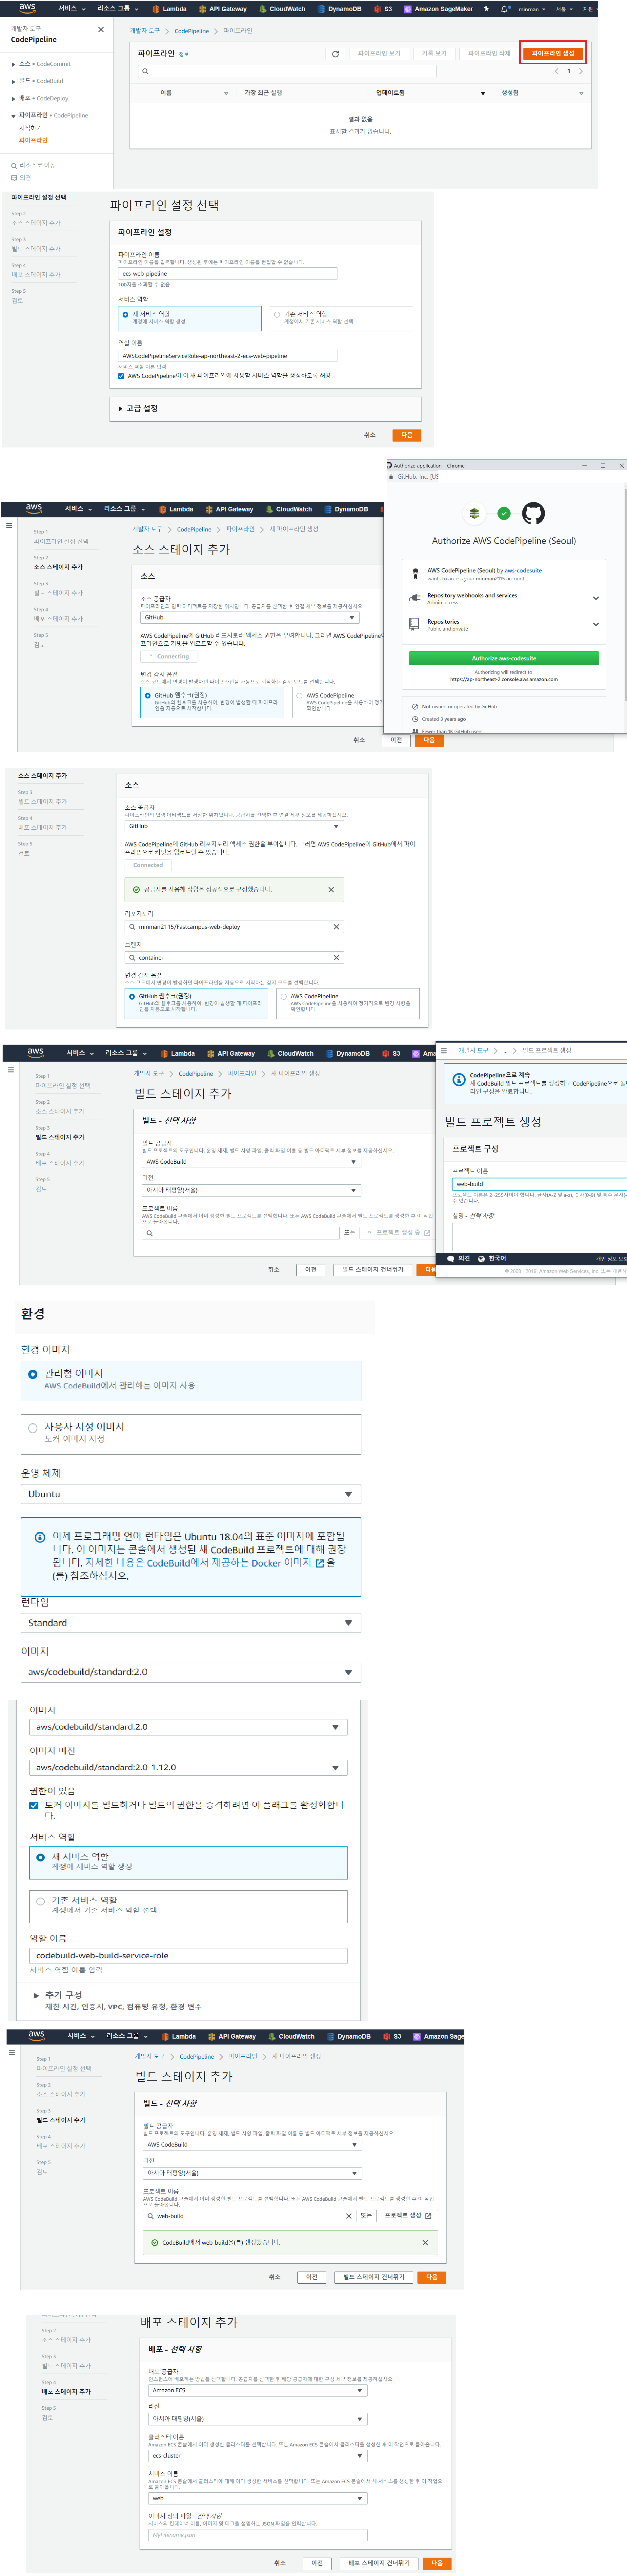 aws
서비스
리소스 그룹
Lambda
API Gateway
CloudWatch
DynamoDB
S3
Amazon SageMaker
minman
서울
지원
개발자 도구
CodePipeline
소스 • CodeCommit
빌드 • CodeBuild
배포 • CodeDeploy
파이프라인 • CodePipeline
시작하기
파이프라인
리소스로 이동
의견
개발자 도구 > CodePipeline > 파이프라인
파이프라인 정보
파이프라인 보기
기록 보기
파이프라인 삭제
파이프라인 생성
1
이름
가장 최근 실행
업데이트됨
생성됨
결과 없음
표시할 결과가 없습니다.
파이프라인 설정 선택
Step 2
소스 스테이지 추가
Step 3
빌드 스테이지 추가
Step 4
배포 스테이지 추가
Step 5
검토
파이프라인 설정 선택
파이프라인 설정
파이프라인 이름
파이프라인 이름을 입력합니다. 생성된 후에는 파이프라인 이름을 편집할 수 없습니다.
ecs-web-pipeline
100자를 초과할 수 없음
서비스 역할
새 서비스 역할
계정에 서비스 역할 생성
기존 서비스 역할
계정에서 기존 서비스 역할 선택
역할 이름
AWSCodePipelineServiceRole-ap-northeast-2-ecs-web-pipeline
서비스 역할 이름 입력
AWS CodePipeline이 이 새 파이프라인에 사용할 서비스 역할을 생성하도록 허용
고급 설정
취소
다음
Authorize application - Chrome
GitHub, Inc. [US
Authorize AWS CodePipeline (Seoul)
AWS CodePipeline (Seoul) by aws-codesuite
wants to access your minman2115 account
Repository webhooks and services
Admin access
Repositories
Public and private
Authorize aws-codesuite
Authorizing will redirect to
https://ap-northeast-2.console.aws.amazon.com
Not owned or operated by GitHub
Created 3 years ago
Fewer than 1K GitHub users
aws
서비스
리소스 그룹
Lambda
API Gateway
CloudWatch
DynamoDB
Step 1
파이프라인 설정 선택
Step 2
소스 스테이지 추가
Step 3
빌드 스테이지 추가
Step 4
배포 스테이지 추가
Step 5
검토
개발자 도구 > CodePipeline > 파이프라인 > 새 파이프라인 생성
소스 스테이지 추가
소스
소스 공급자
파이프라인의 입력 아티팩트를 저장한 위치입니다. 공급자를 선택한 후 연결 세부 정보를 제공하십시오.
GitHub
AWS CodePipeline에 GitHub 리포지토리 액세스 권한을 부여합니다. 그러면 AWS CodePipeline이
프라인으로 커밋을 업로드할 수 있습니다.
Connecting
변경 감지 옵션
소스 코드에서 변경이 발생하면 파이프라인을 자동으로 시작하는 감지 모드를 선택합니다.
GitHub 웹후크(권장)
GitHub의 웹후크를 사용하여, 변경이 발생할 때 파이프라인을 자동으로 시작합니다.
AWS CodePipeline
AWS CodePipeline을 사용하여 정기
확인합니다.
취소
이전
다음
소스 스테이지 추가
Step 3
빌드 스테이지 추가
Step 4
배포 스테이지 추가
Step 5
검토
소스
소스 공급자
파이프라인의 입력 아티팩트를 저장한 위치입니다. 공급자를 선택한 후 연결 세부 정보를 제공하십시오.
GitHub
AWS CodePipeline에 GitHub 리포지토리 액세스 권한을 부여합니다. 그러면 AWS CodePipeline이 GitHub에서 파이
프라인으로 커밋을 업로드할 수 있습니다.
Connected
공급자를 사용해 작업을 성공적으로 구성했습니다.
리포지토리
minman2115/Fastcampus-web-deploy
브랜치
container
변경 감지 옵션
소스 코드에서 변경이 발생하면 파이프라인을 자동으로 시작하는 감지 모드를 선택합니다.
GitHub 웹후크(권장)
GitHub의 웹후크를 사용하여, 변경이 발생할 때 파이프라
인을 자동으로 시작합니다.
AWS CodePipeline
AWS CodePipeline을 사용하여 정기적으로 변경 사항을
확인합니다.
aws
서비스
리소스 그룹
Lambda
API Gateway
CloudWatch
DynamoDB
S3
Ama
Step 1
파이프라인 설정 선택
Step 2
소스 스테이지 추가
Step 3
빌드 스테이지 추가
Step 4
배포 스테이지 추가
Step 5
검토
개발자 도구 > CodePipeline > 파이프라인 > 새 파이프라인 생성
빌드 스테이지 추가
빌드 - 선택 사항
빌드 공급자
빌드 프로젝트의 도구입니다. 운영 체제, 빌드 사양 파일, 출력 파일 이름 등 빌드 아티팩트 세부 정보를 제공하십시오.
AWS CodeBuild
리전
아시아 태평양(서울)
프로젝트 이름
AWS CodeBuild 콘솔에서 이미 생성한 빌드 프로젝트를 선택합니다. 또는 AWS CodeBuild 콘솔에서 빌드 프로젝트를 생성한 후 이 작업
으로 돌아옵니다.
또는
프로젝트 생성 중
취소
이전
빌드 스테이지 건너뛰기
다음
개발자 도구 > ... > 빌드 프로젝트 생성
CodePipeline으로 계속
새 CodeBuild 빌드 프로젝트를 생성하고 CodePipeline으로 돌아
라인 구성을 완료합니다.
빌드 프로젝트 생성
프로젝트 구성
프로젝트 이름
web-build
설명 - 선택 사항
의견
한국어
개인 정보 보호
환경
환경 이미지
관리형 이미지
AWS CodeBuild에서 관리하는 이미지 사용
사용자 지정 이미지
도커 이미지 지정
운영 체제
Ubuntu
이제 프로그래밍 언어 런타임은 Ubuntu 18.04의 표준 이미지에 포함됩
니다. 이 이미지는 콘솔에서 생성된 새 CodeBuild 프로젝트에 대해 권장
됩니다. 자세한 내용은 CodeBuild에서 제공하는 Docker 이미지 을
(를) 참조하십시오.
런타임
Standard
이미지
aws/codebuild/standard:2.0
이미지
aws/codebuild/standard:2.0
이미지 버전
aws/codebuild/standard:2.0-1.12.0
권한이 있음
도커 이미지를 빌드하거나 빌드의 권한을 승격하려면 이 플래그를 활성화합니
다.
서비스 역할
새 서비스 역할
계정에 서비스 역할 생성
기존 서비스 역할
계정에서 기존 서비스 역할 선택
역할 이름
codebuild-web-build-service-role
서비스 역할 이름 입력
추가 구성
제한 시간, 인증서, VPC, 컴퓨팅 유형, 환경 변수
aws
서비스
리소스 그룹
Lambda
API Gateway
CloudWatch
DynamoDB
S3
Amazon Sage
Step 1
파이프라인 설정 선택
Step 2
소스 스테이지 추가
Step 3
빌드 스테이지 추가
Step 4
배포 스테이지 추가
Step 5
검토
개발자 도구 > CodePipeline > 파이프라인 > 새 파이프라인 생성
빌드 스테이지 추가
빌드 - 선택 사항
빌드 공급자
빌드 프로젝트의 도구입니다. 운영 체제, 빌드 사양 파일, 출력 파일 이름 등 빌드 아티팩트 세부 정보를 제공하십시오.
AWS CodeBuild
리전
아시아 태평양(서울)
프로젝트 이름
AWS CodeBuild 콘솔에서 이미 생성한 빌드 프로젝트를 선택합니다. 또는 AWS CodeBuild 콘솔에서 빌드 프로젝트를 생성한 후 이 작업
으로 돌아옵니다.
web-build
또는
프로젝트 생성
CodeBuild에서 web-build을(를) 생성했습니다.
취소
이전
빌드 스테이지 건너뛰기
다음
Step 2
소스 스테이지 추가
Step 3
빌드 스테이지 추가
Step 4
배포 스테이지 추가
Step 5
검토
배포 스테이지 추가
배포 - 선택 사항
배포 공급자
인스턴스에 배포하는 방법을 선택합니다. 공급자를 선택한 후 해당 공급자에 대한 구성 세부 정보를 제공하십시오.
Amazon ECS
리전
아시아 태평양(서울)
클러스터 이름
Amazon ECS 콘솔에서 이미 생성한 클러스터를 선택합니다. 또는 Amazon ECS 콘솔에서 클러스터를 생성한 후 이 작업으로 돌아옵니다.
ecs-cluster
서비스 이름
Amazon ECS 콘솔에서 클러스터에 대해 이미 생성한 서비스를 선택합니다. 또는 Amazon ECS 콘솔에서 새 서비스를 생성한 후 이 작업으
로 돌아옵니다.
web
이미지 정의 파일 - 선택 사항
서비스의 컨테이너 이름, 이미지 및 태그를 설명하는 JSON 파일을 입력합니다.
MyFilename.json
취소
이전
배포 스테이지 건너뛰기
다음